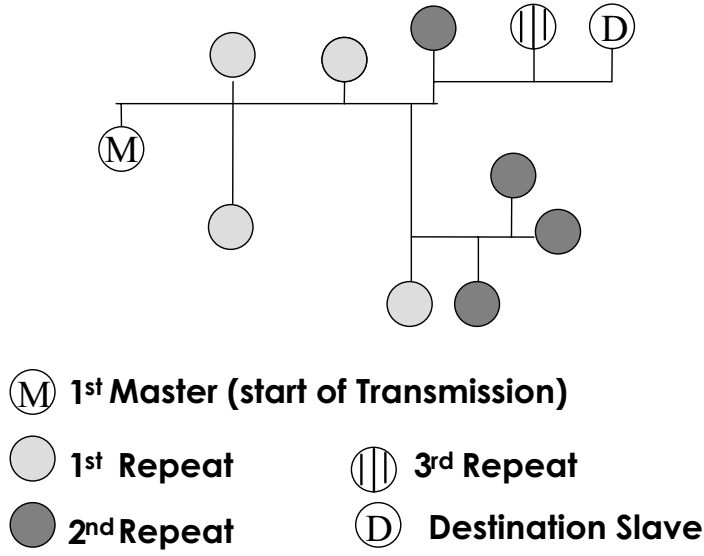 D
M
M 1st Master (start of Transmission)
1st Repeat
3rd Repeat
2nd Repeat
D Destination Slave